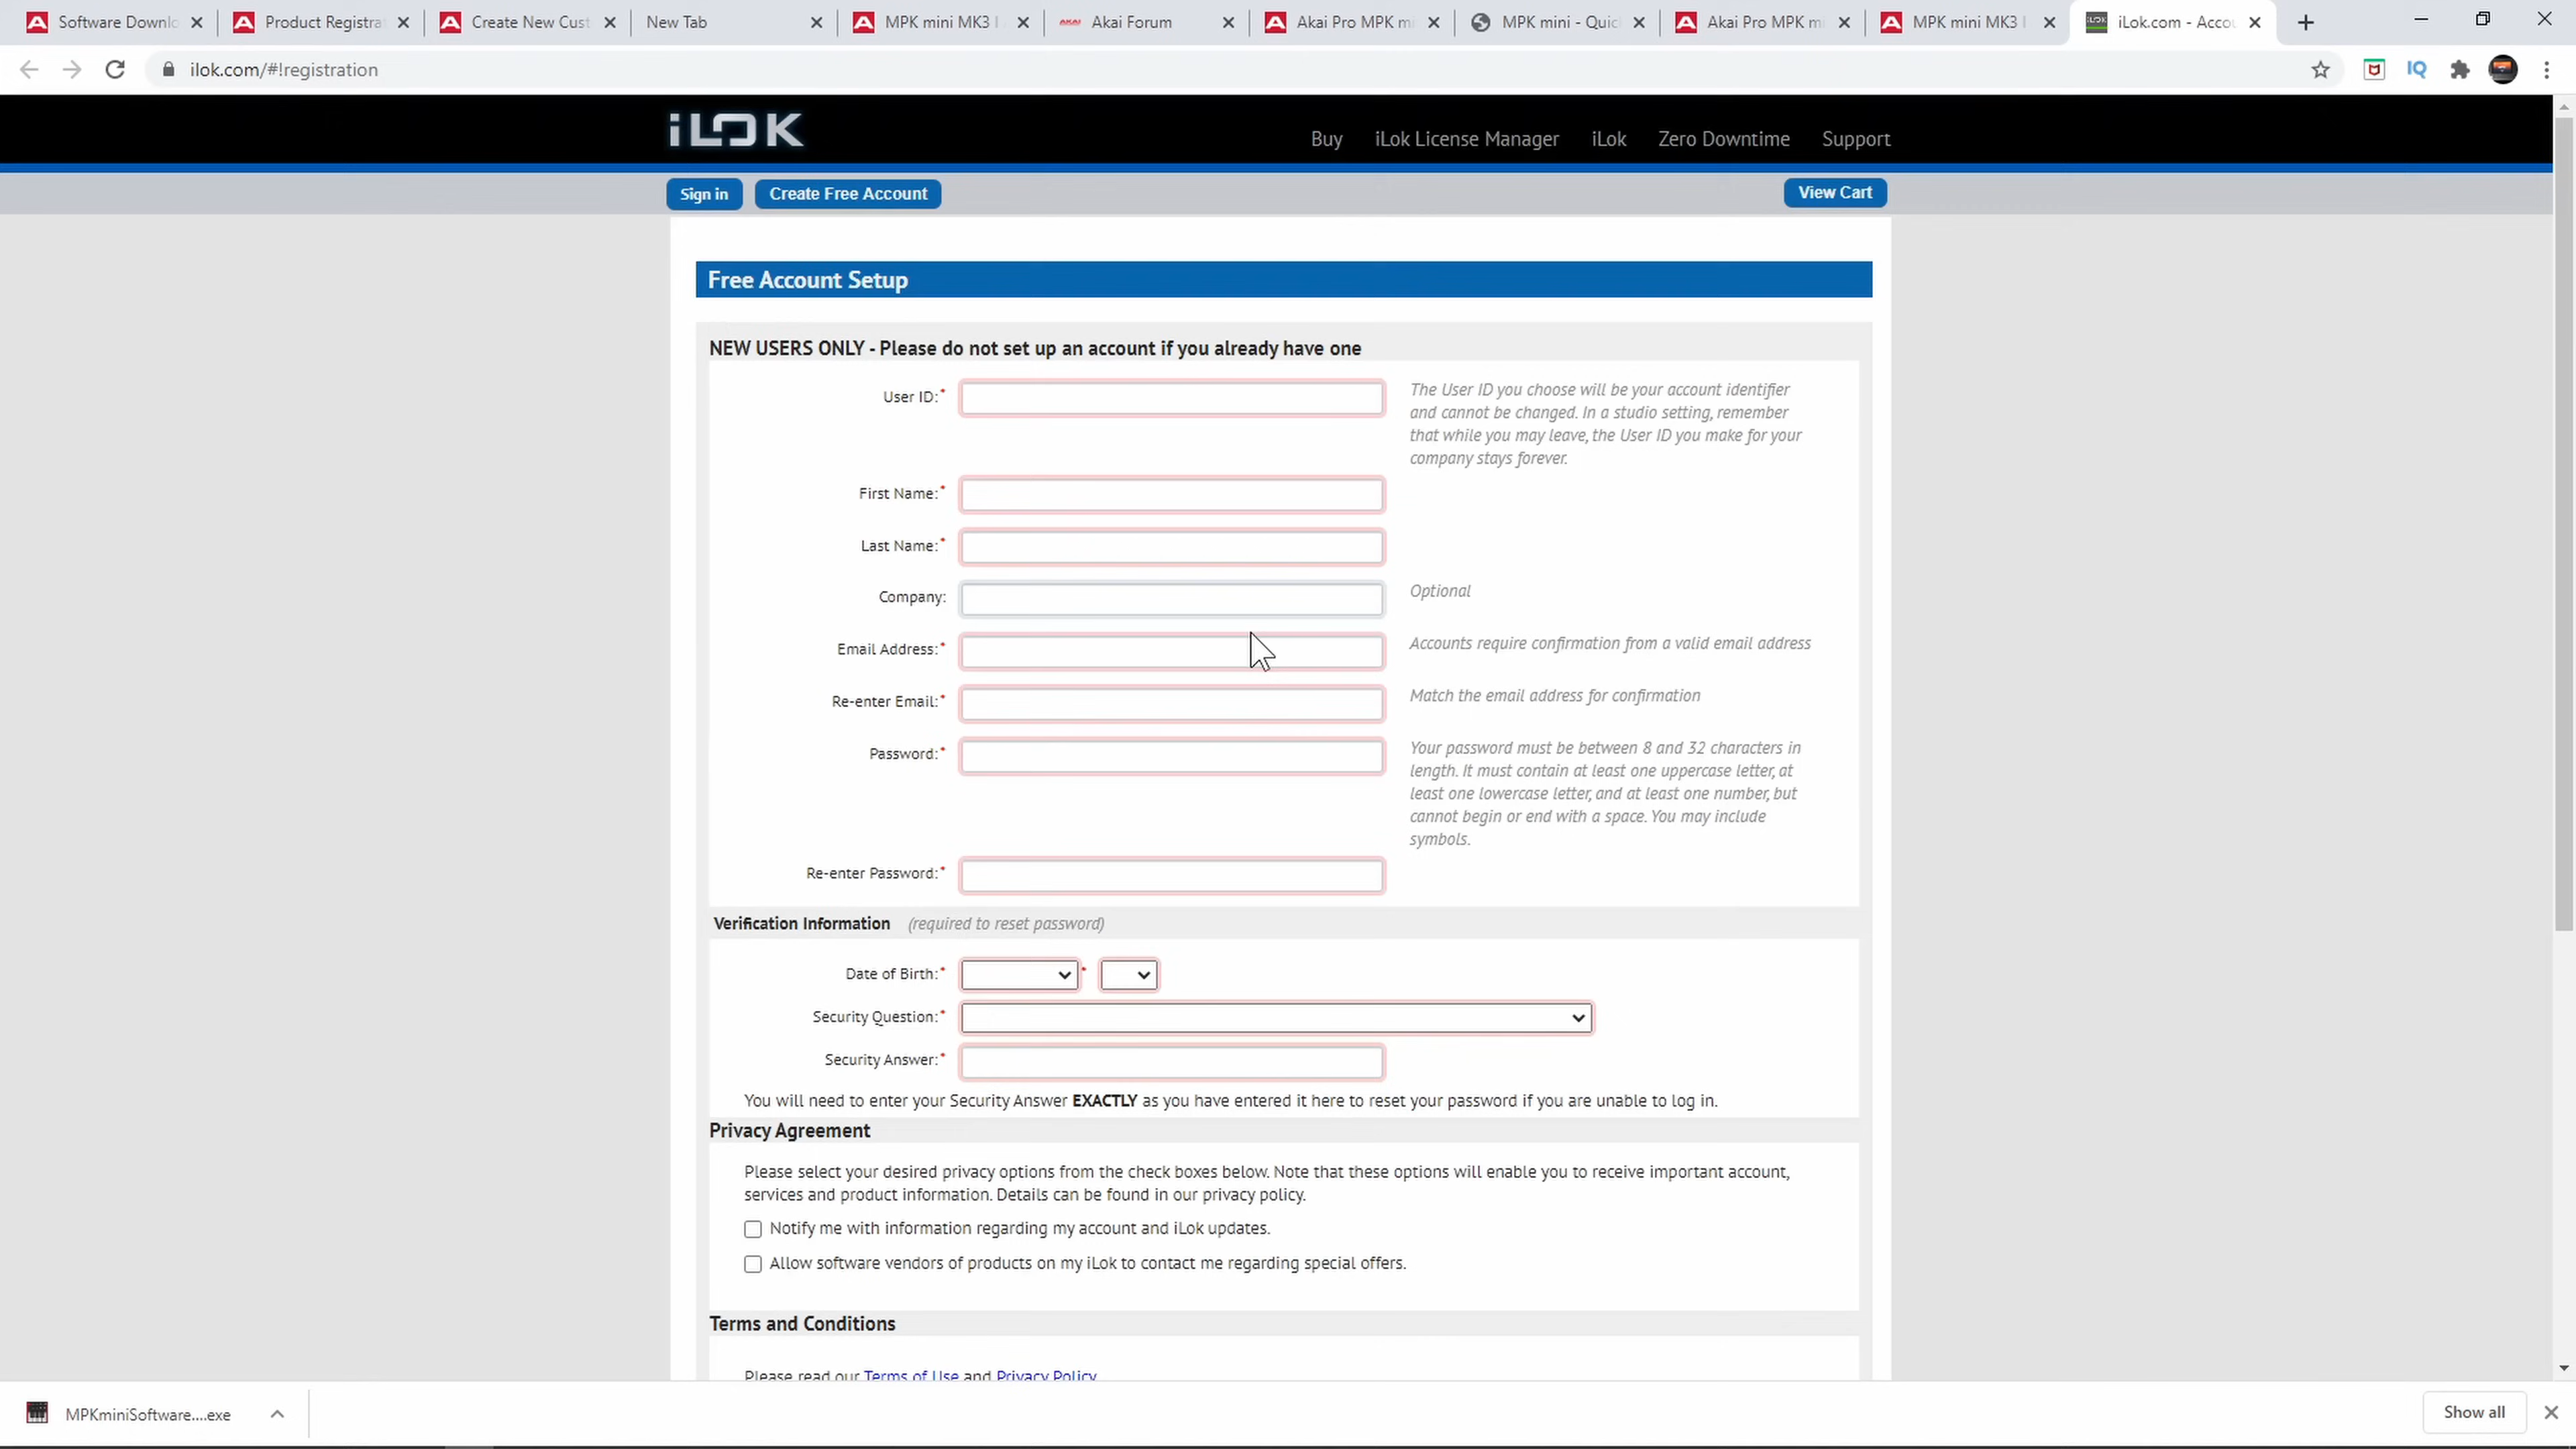 Software Downlo
Product Registrat
Create New Cust
New Tab
MPK mini MK3 I
AKAI Akai Forum
Akai Pro MPK m
MPK mini - Quic
Akai Pro MPK m
MPK mini MK3 I
iLok.com - Accou
ilok.com/#!registration
IQ
iLOK
Buy iLok License Manager iLok Zero Downtime Support
Sign in Create Free Account View Cart
Free Account Setup
NEW USERS ONLY - Please do not set up an account if you already have one
User ID:*
The User ID you choose will be your account identifier
and cannot be changed. In a studio setting, remember
that while you may leave, the User ID you make for your
company stays forever.
First Name:*
Last Name:*
Company: Optional
Email Address:* Accounts require confirmation from a valid email address
Re-enter Email:* Match the email address for confirmation
Password:* Your password must be between 8 and 32 characters in
length. It must contain at least one uppercase letter, at
least one lowercase letter, and at least one number, but
cannot begin or end with a space. You may include
symbols.
Re-enter Password:*
Verification Information (required to reset password)
Date of Birth:* *
Security Question:*
Security Answer:*
You will need to enter your Security Answer EXACTLY as you have entered it here to reset your password if you are unable to log in.
Privacy Agreement
Please select your desired privacy options from the check boxes below. Note that these options will enable you to receive important account,
services and product information. Details can be found in our privacy policy.
Notify me with information regarding my account and iLok updates.
Allow software vendors of products on my iLok to contact me regarding special offers.
Terms and Conditions
Please read our Terms of Use and Privacy Policy
MPKminiSoftware....exe
Show all